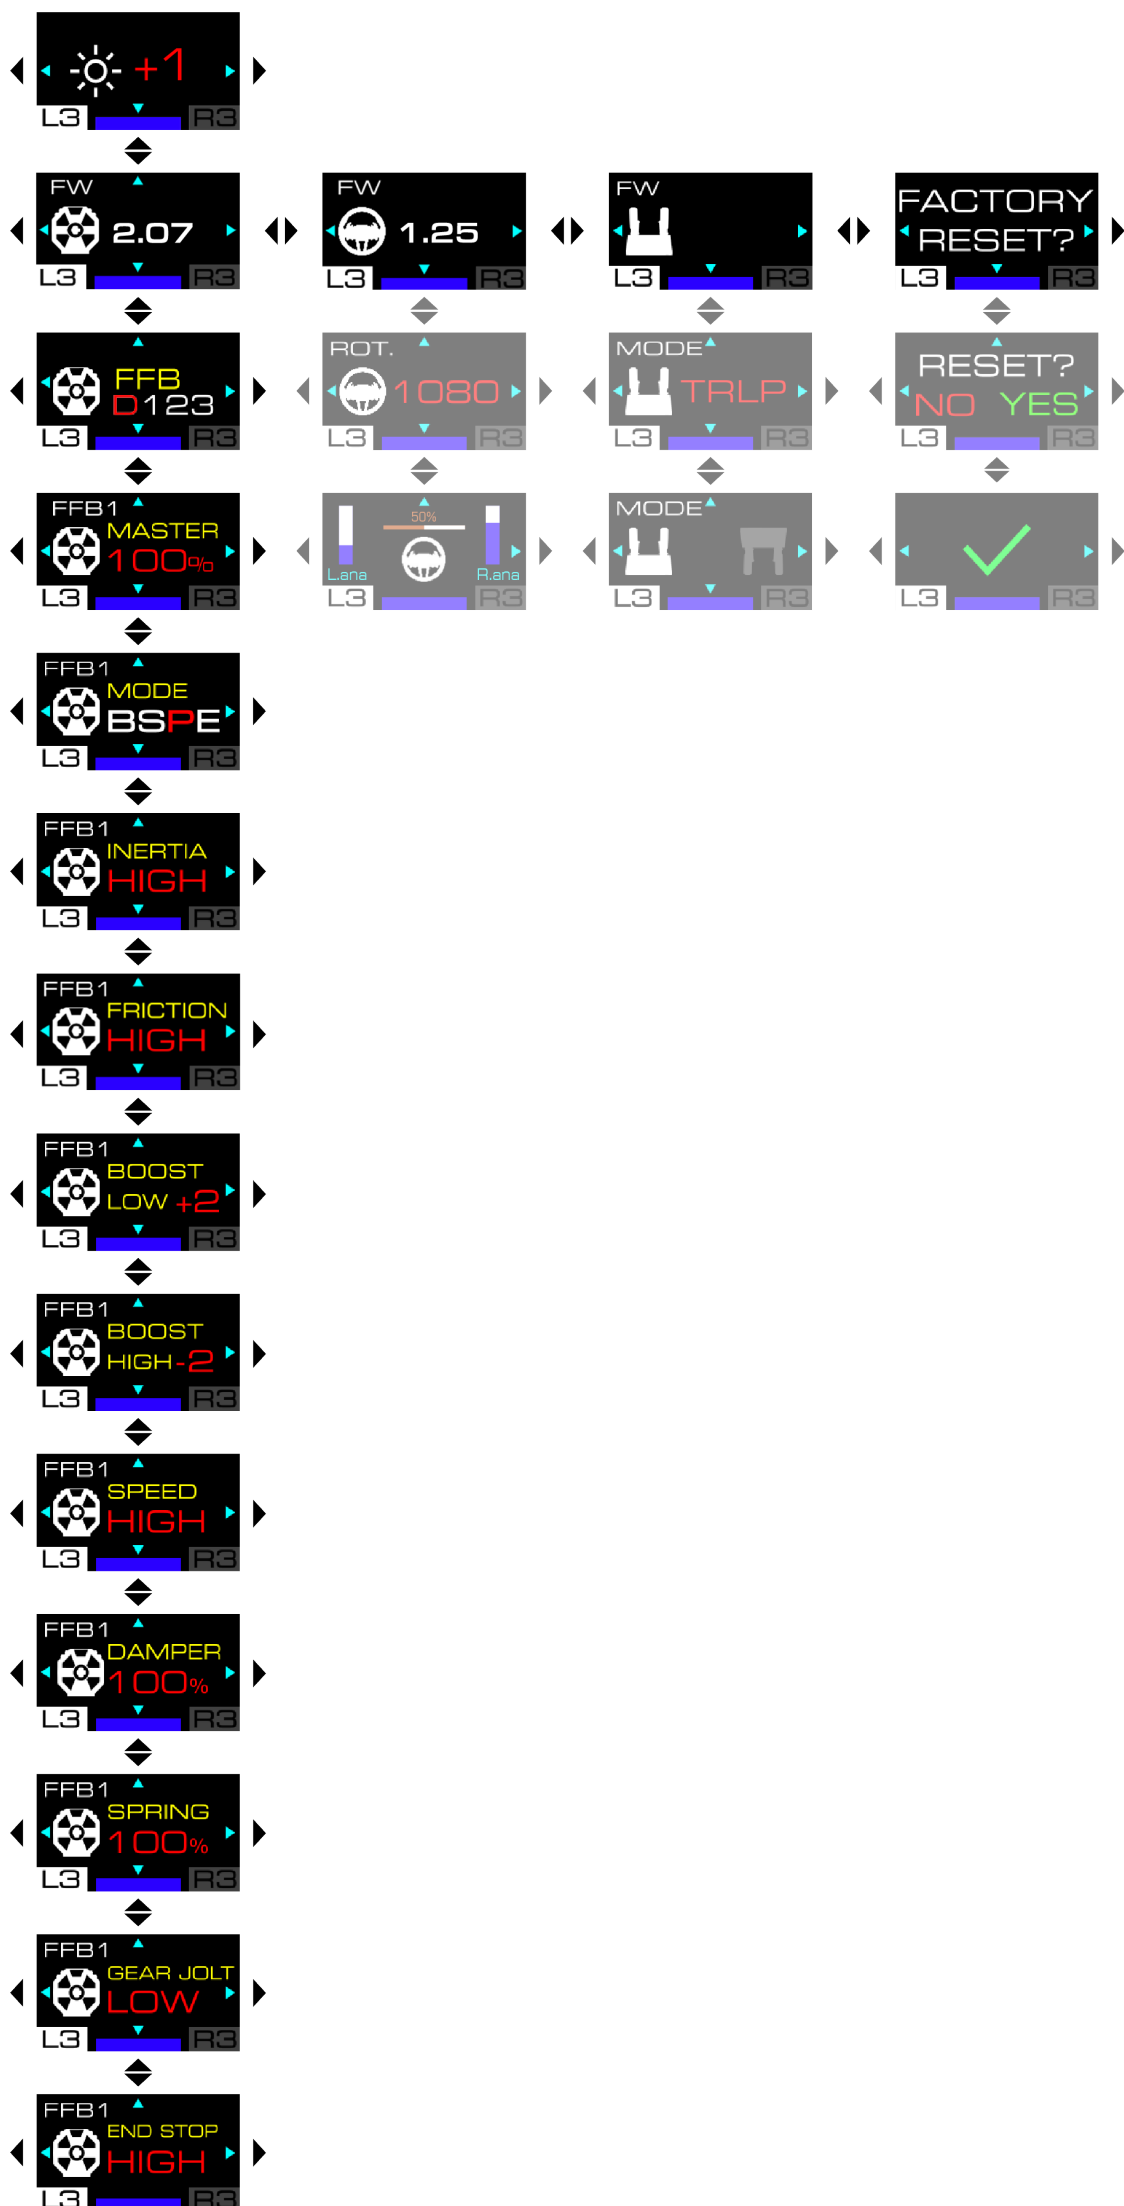 +1
L3 R3
FW
2.07
L3 R3
FW
1.25
L3 R3
FW
L3 R3
FACTORY
RESET?
L3 R3
FFB
D123
L3 R3
ROT.
1080
L3 R3
MODE
TRLP
L3 R3
RESET?
NO YES
L3 R3
FFB1
MASTER
100%
L3 R3
50%
L.ana R.ana
L3 R3
MODE
L3 R3
L3 R3
FFB1
MODE
BSPE
L3 R3
FFB1
INERTIA
HIGH
L3 R3
FFB1
FRICTION
HIGH
L3 R3
FFB1
BOOST
LOW +2
L3 R3
FFB1
BOOST
HIGH -2
L3 R3
FFB1
SPEED
HIGH
L3 R3
FFB1
DAMPER
100%
L3 R3
FFB1
SPRING
100%
L3 R3
FFB1
GEAR JOLT
LOW
L3 R3
FFB1
END STOP
HIGH
L3 R3